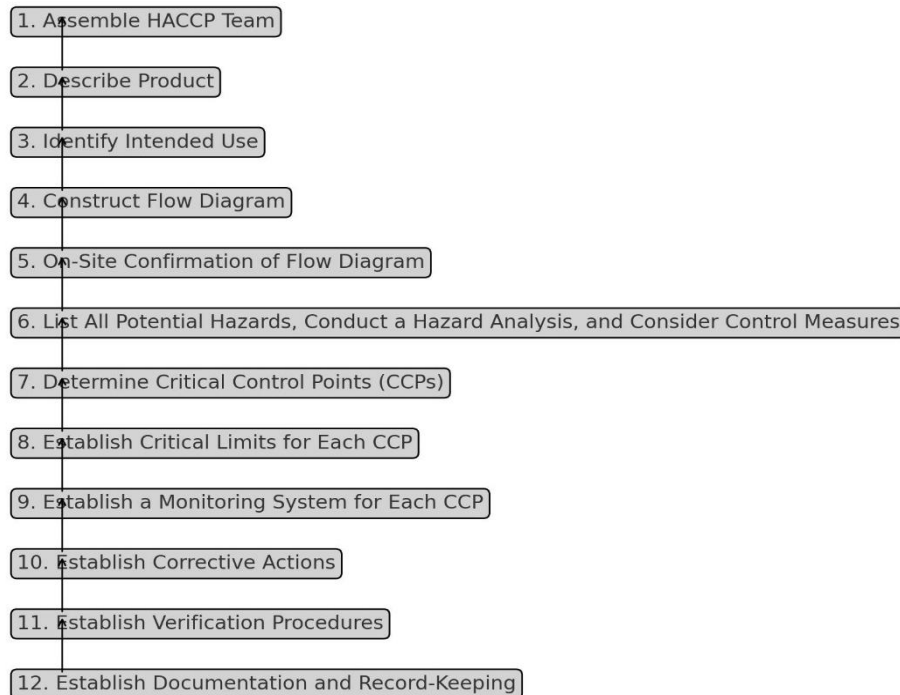 1. Assemble HACCP Team
2. Describe Product
3. Identify Intended Use
4. Construct Flow Diagram
5. On-Site Confirmation of Flow Diagram
6. List All Potential Hazards, Conduct a Hazard Analysis, and Consider Control Measures
7. Determine Critical Control Points (CCPs)
8. Establish Critical Limits for Each CCP
9. Establish a Monitoring System for Each CCP
10. Establish Corrective Actions
11. Establish Verification Procedures
12. Establish Documentation and Record-Keeping